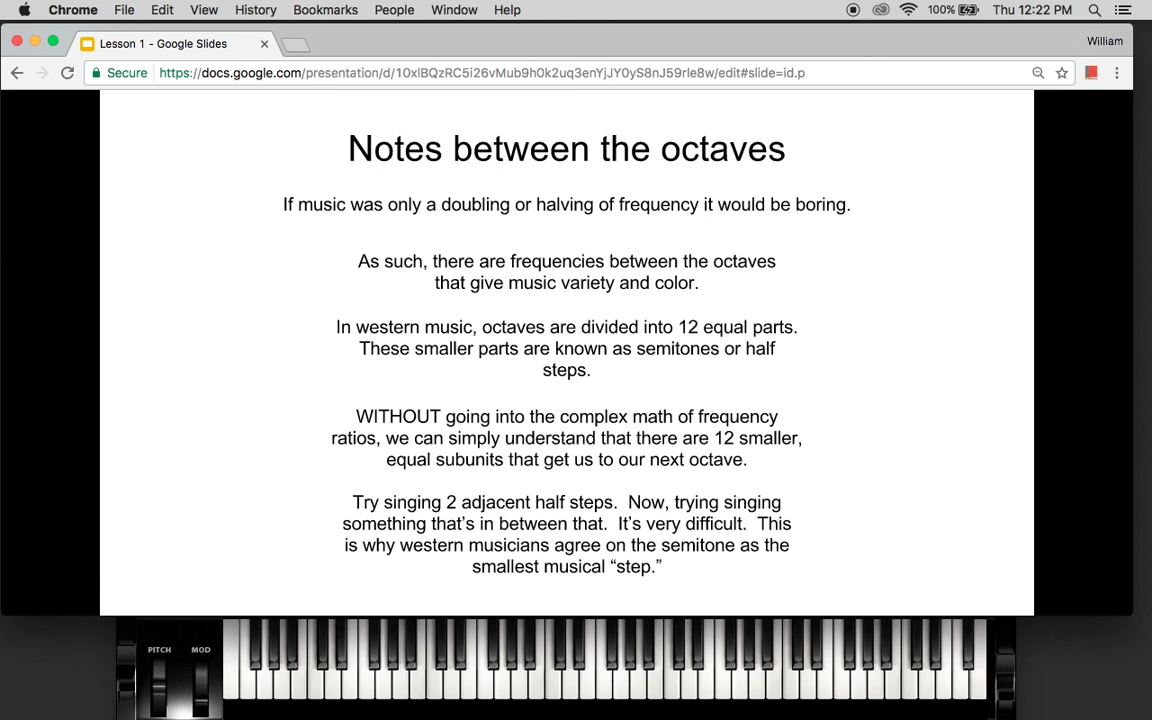 Chrome File Edit View History Bookmarks People Window Help 100% Thu 12:22 PM
Lesson 1 - Google Slides William
Secure https://docs.google.com/presentation/d/10xlBQzRC5i26vMub9h0k2uq3enYjJY0yS8nJ59rle8w/edit#slide=id.p
Notes between the octaves
If music was only a doubling or halving of frequency it would be boring.
As such, there are frequencies between the octaves
that give music variety and color.
In western music, octaves are divided into 12 equal parts.
These smaller parts are known as semitones or half
steps.
WITHOUT going into the complex math of frequency
ratios, we can simply understand that there are 12 smaller,
equal subunits that get us to our next octave.
Try singing 2 adjacent half steps.  Now, trying singing
something that's in between that.  It's very difficult.  This
is why western musicians agree on the semitone as the
smallest musical “step.”
PITCH MOD